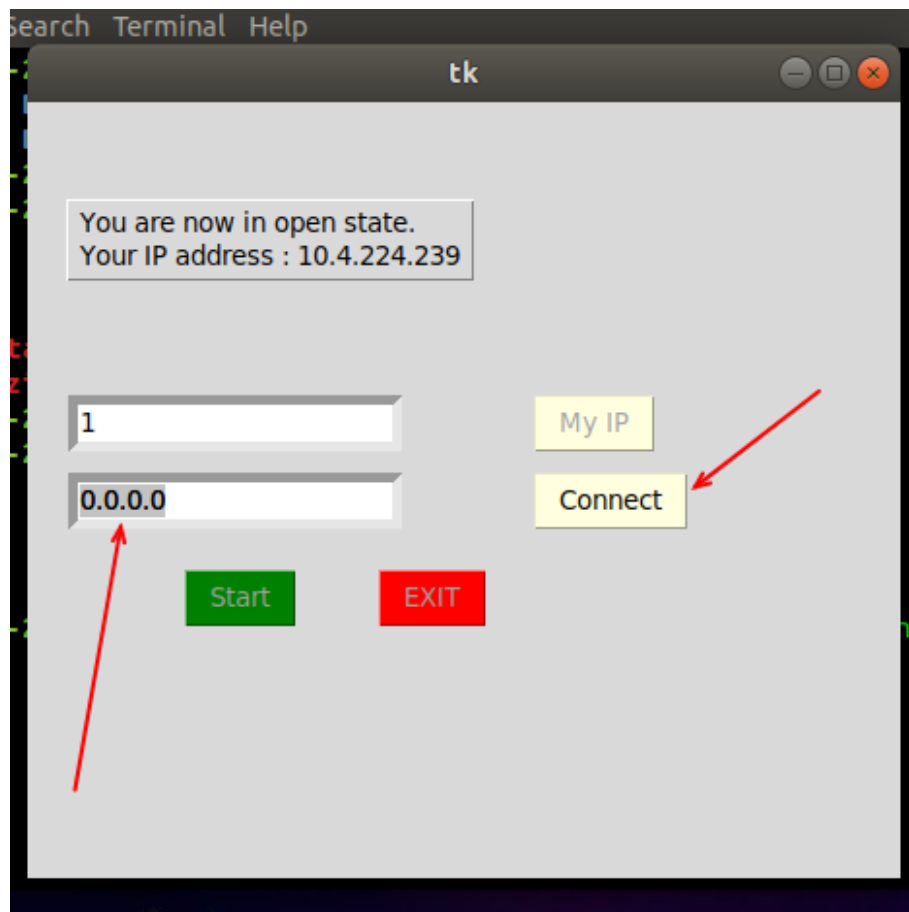 Search Terminal Help
tk
You are now in open state.
Your IP address : 10.4.224.239
1
My IP
0.0.0.0
Connect
Start
EXIT